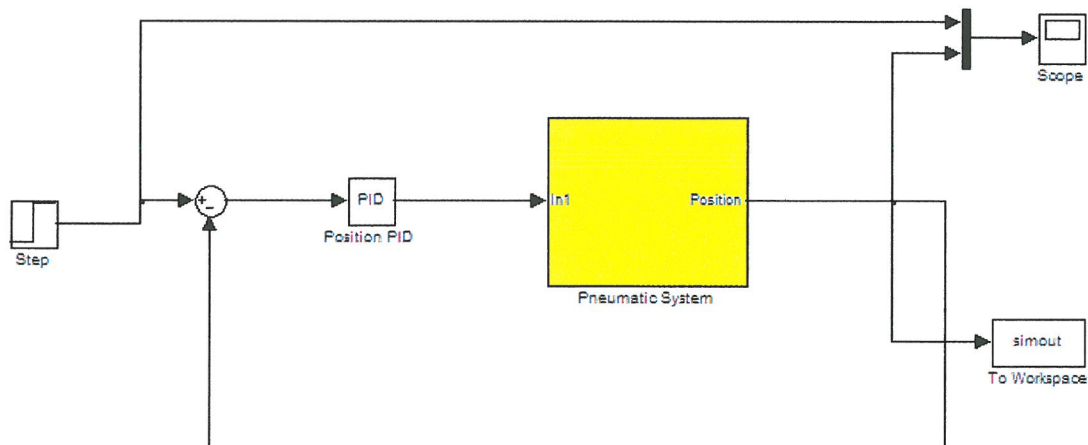 Scope
+
−
PID
Position PID
In1
Position
Step
Pneumatic System
simout
To Workspace